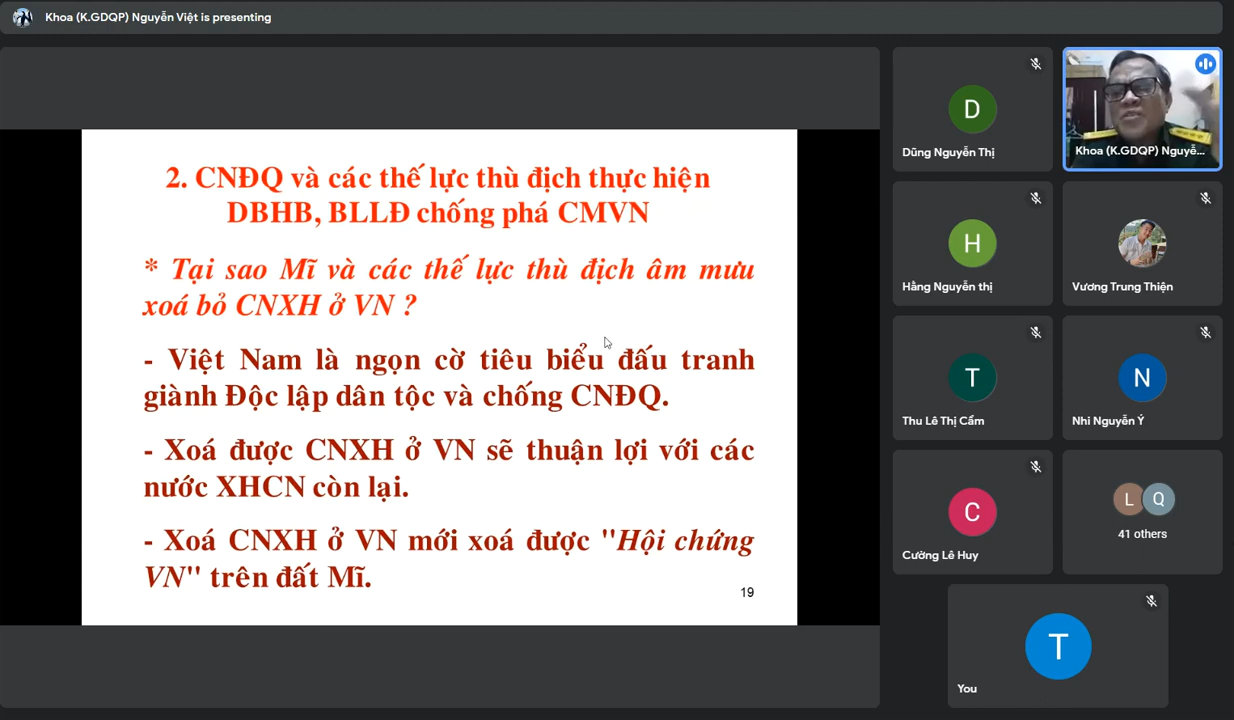 Khoa (K.GDQP) Nguyễn Việt is presenting
2. CNĐQ và các thế lực thù địch thực hiện
DBHB, BLLĐ chống phá CMVN
* Tại sao Mĩ và các thế lực thù địch âm mưu
xoá bỏ CNXH ở VN ?
- Việt Nam là ngọn cờ tiêu biểu đấu tranh
giành Độc lập dân tộc và chống CNĐQ.
- Xoá được CNXH ở VN sẽ thuận lợi với các
nước XHCN còn lại.
- Xoá CNXH ở VN mới xoá được "Hội chứng
VN" trên đất Mĩ.
19
D
Dũng Nguyễn Thị
Khoa (K.GDQP) Nguyễ...
H
Hằng Nguyễn thị
Vương Trung Thiện
T
Thu Lê Thị Cẩm
N
Nhi Nguyễn Ý
C
Cường Lê Huy
L Q
41 others
T
You